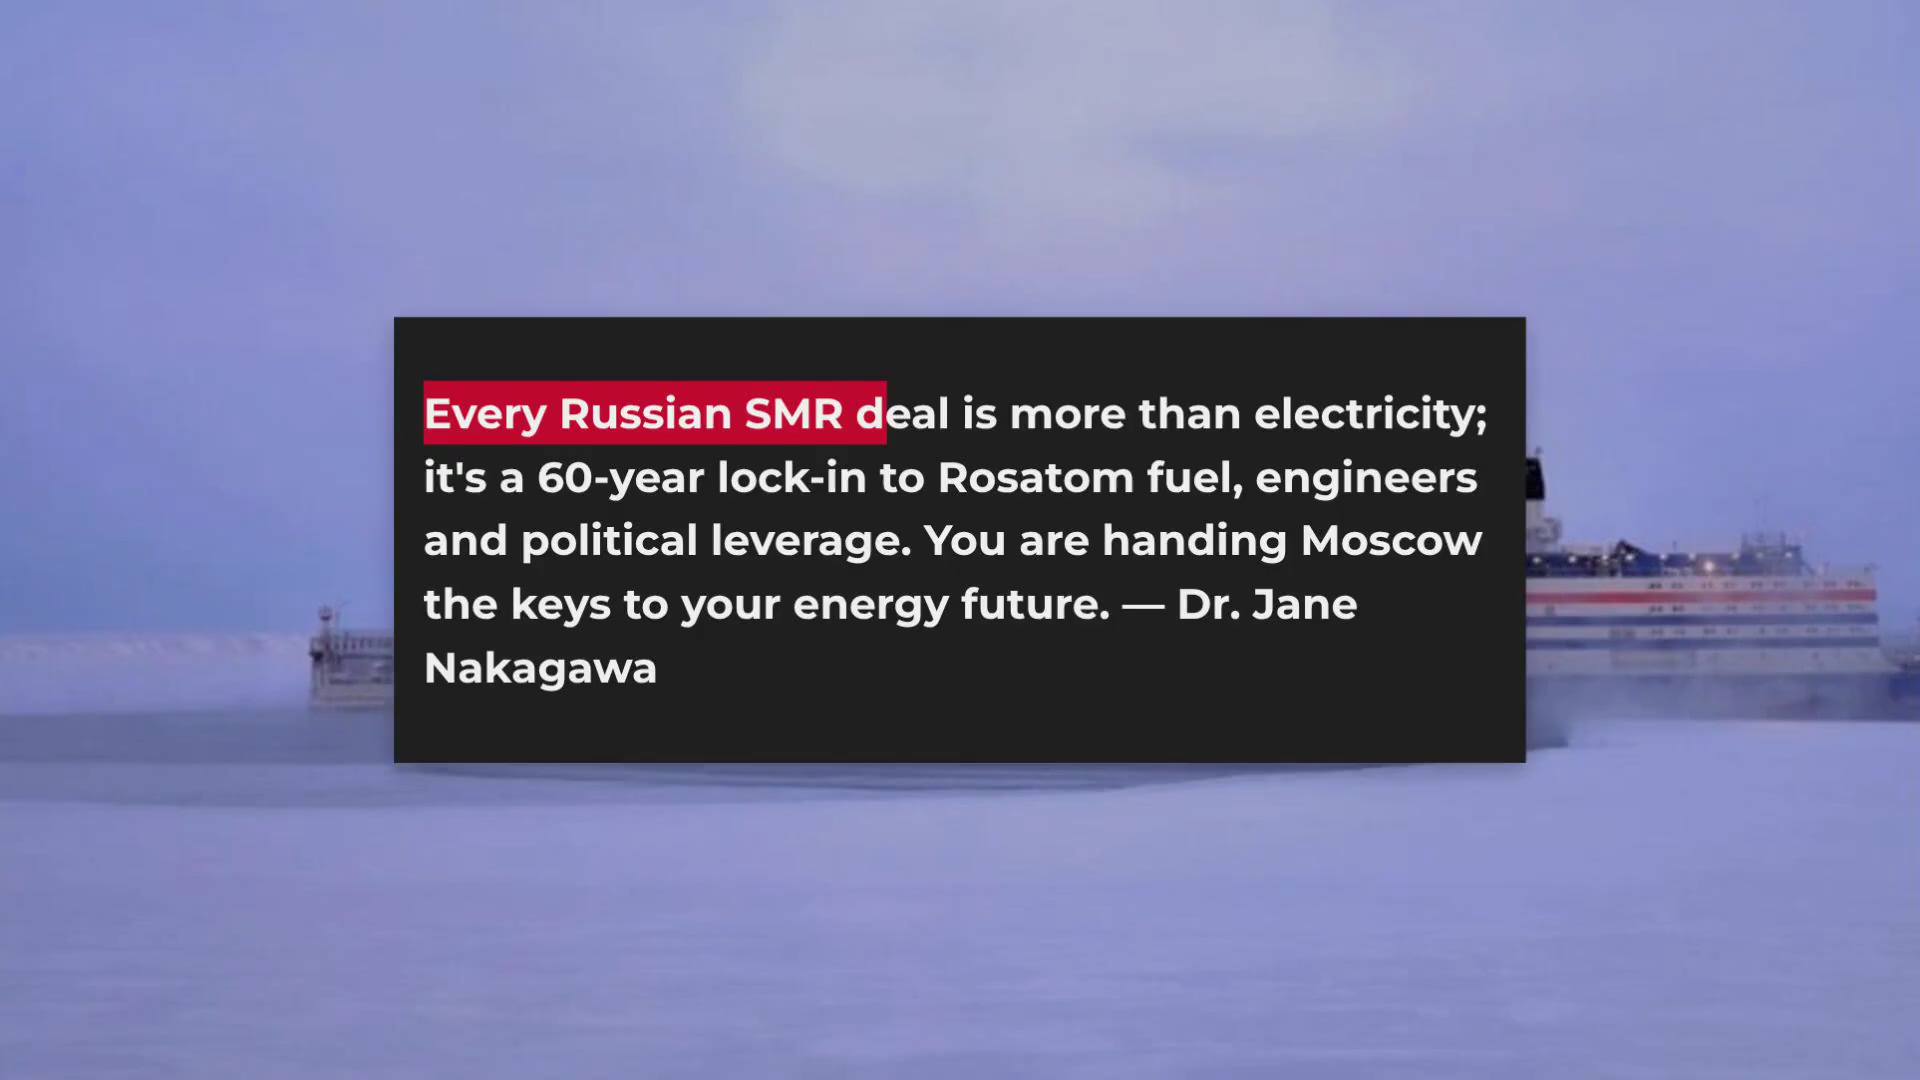 Every Russian SMR deal is more than electricity;
it's a 60-year lock-in to Rosatom fuel, engineers
and political leverage. You are handing Moscow
the keys to your energy future. — Dr. Jane
Nakagawa